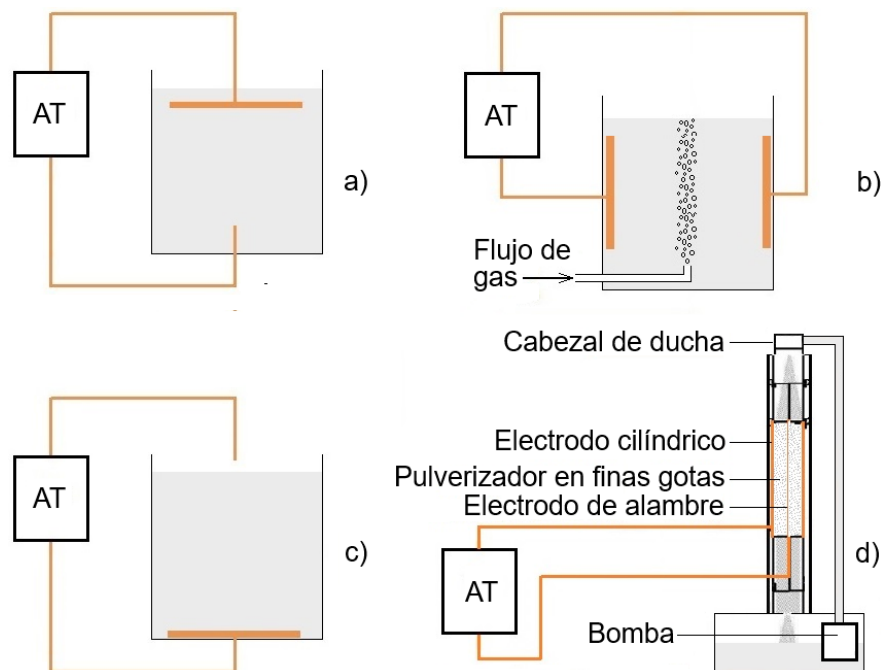 AT
a)
AT
b)
Flujo de
gas
AT
c)
Cabezal de ducha
Electrodo cilíndrico
Pulverizador en finas gotas
Electrodo de alambre
d)
AT
Bomba